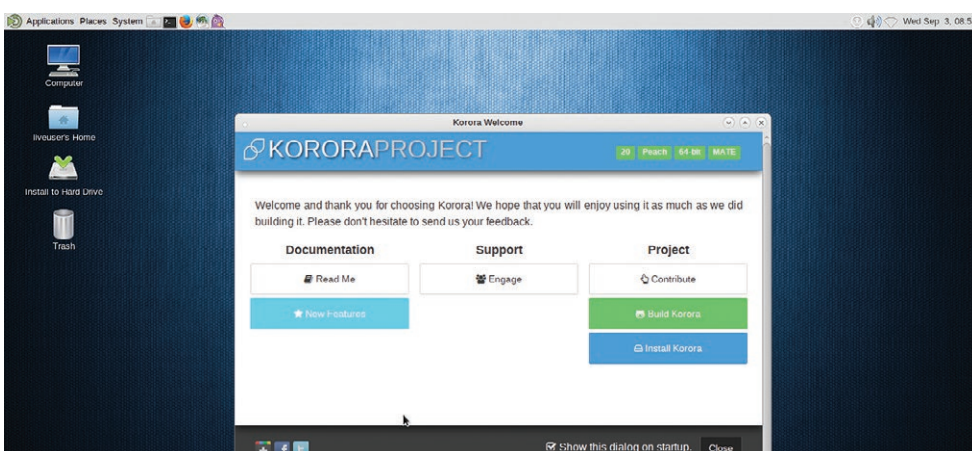 Applications Places System
Wed Sep 3, 08:5
Computer
liveuser's Home
Install to Hard Drive
Trash
Korora Welcome
KORORAPROJECT
20 Peach 64-bit MATE
Welcome and thank you for choosing Korora! We hope that you will enjoy using it as much as we did
building it. Please don't hesitate to send us your feedback.
Documentation Support Project
Read Me Engage Contribute
New Features Build Korora
Install Korora
Show this dialog on startup. Close